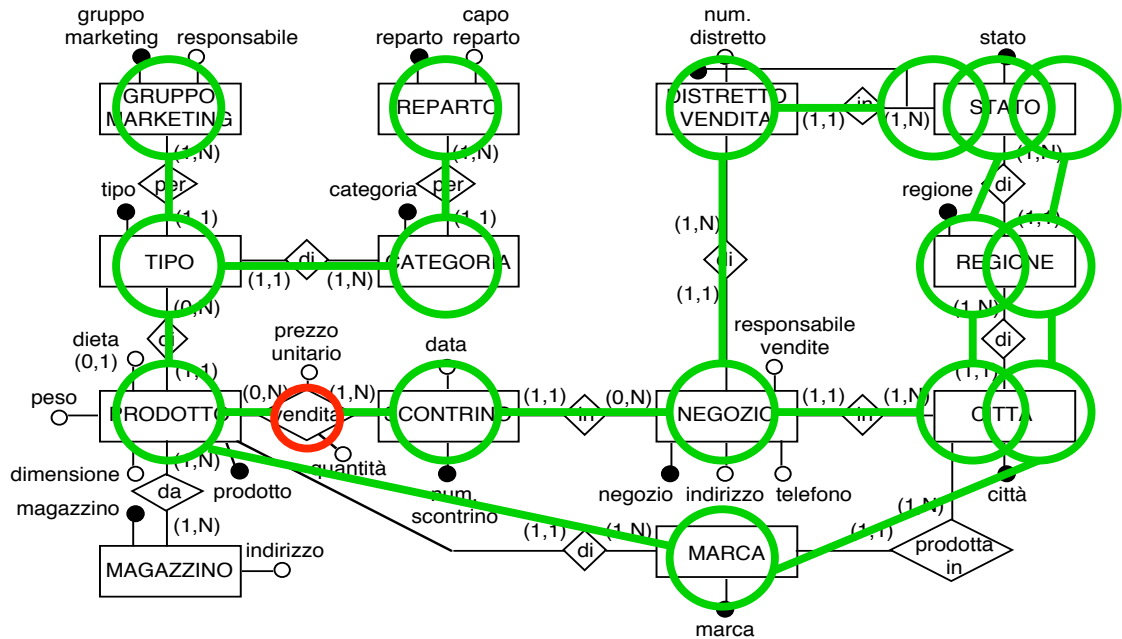 gruppo
marketing
responsabile
reparto
capo
reparto
num.
distretto
stato
GRUPPO
MARKETING
REPARTO
DISTRETTO
VENDITA
(1,1)
in
(1,N)
STATO
(1,N)
(1,N)
(1,N)
tipo
per
categoria
per
regione
di
(1,1)
(1,1)
(1,N)
(1,1)
TIPO
di
CATEGORIA
di
REGIONE
(1,1)
(1,N)
(1,1)
(0,N)
(1,N)
dieta
(0,1)
di
prezzo
unitario
data
responsabile
vendite
di
(1,1)
(1,1)
peso
PRODOTTO
(0,N)
vendita
(1,N)
SCONTRINO
(1,1)
in
(0,N)
NEGOZIO
(1,1)
in
(1,N)
CITTÀ
dimensione
(1,N)
prodotto
quantità
num.
scontrino
negozio
indirizzo
telefono
città
magazzino
da
(1,N)
(1,1)
di
(1,N)
MARCA
(1,1)
(1,N)
prodotta
in
MAGAZZINO
indirizzo
marca